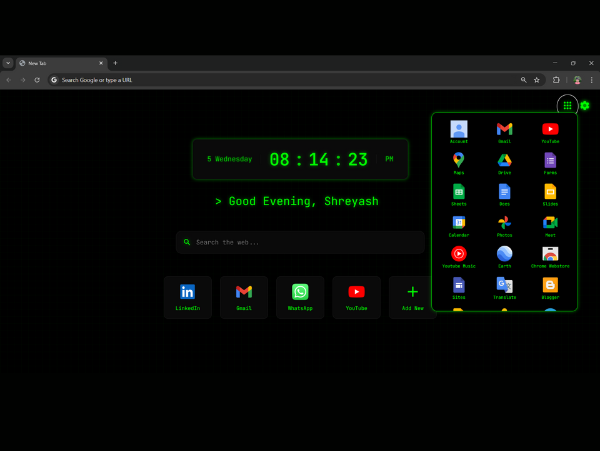 New Tab
Search Google or type a URL
5 Wednesday
08 : 14 : 23
PM
> Good Evening, Shreyash
Search the web...
LinkedIn
Gmail
WhatsApp
YouTube
Add New
Account
Gmail
YouTube
Maps
Drive
Forms
Sheets
Docs
Slides
Calendar
Photos
Meet
Youtube Music
Earth
Chrome Webstore
Sites
Translate
Blogger